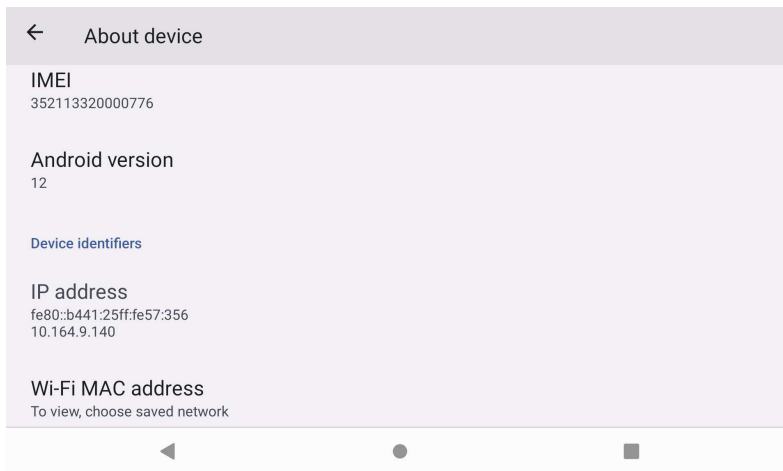 About device
IMEI
352113320000776
Android version
12
Device identifiers
IP address
fe80::b441:25ff:fe57:356
10.164.9.140
Wi-Fi MAC address
To view, choose saved network